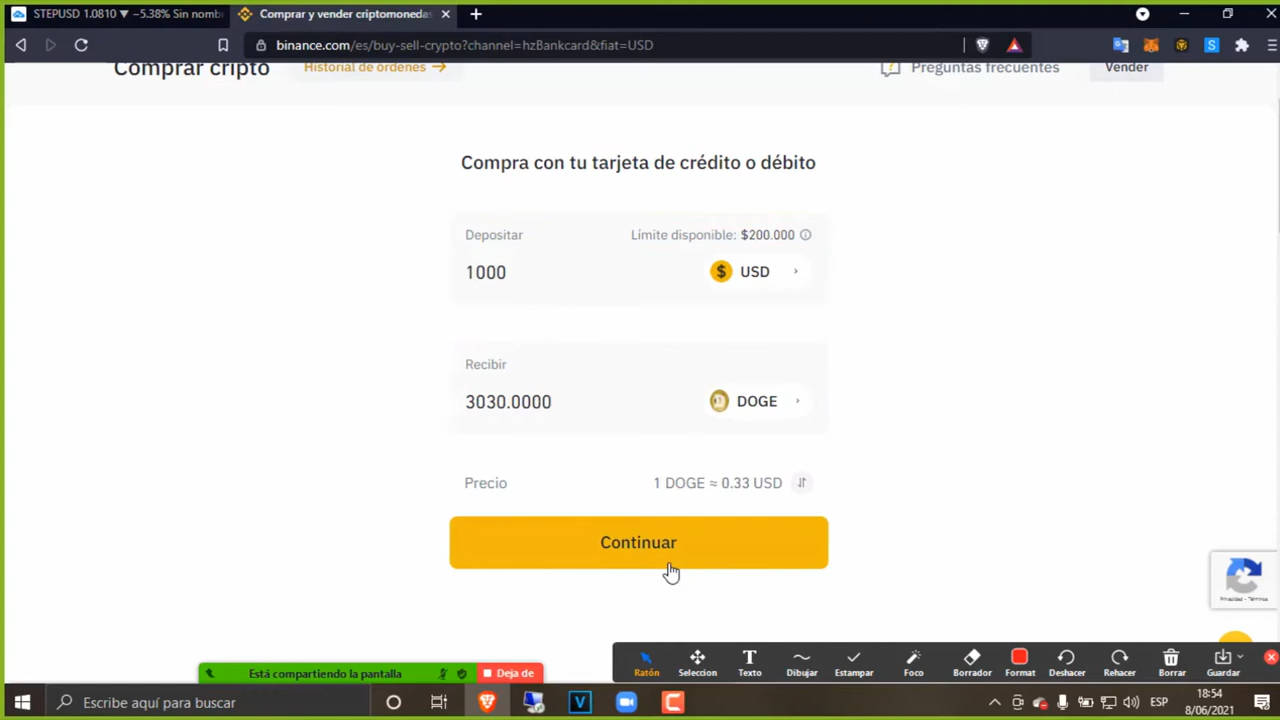 STEPUSD 1.0810 ▼ −5.38% Sin nomb
Comprar y vender criptomonedas
binance.com/es/buy-sell-crypto?channel=hzBankcard&fiat=USD
Comprar cripto
Historial de órdenes →
Preguntas frecuentes
Vender
Compra con tu tarjeta de crédito o débito
Depositar
Límite disponible: $200.000
1000
USD
Recibir
3030.0000
DOGE
Precio
1 DOGE ≈ 0.33 USD
Continuar
Privacidad - Términos
Está compartiendo la pantalla
Deja de
Ratón
Seleccion
Texto
Dibujar
Estampar
Foco
Borrador
Format
Deshacer
Rehacer
Borrar
Guardar
Escribe aquí para buscar
ESP
18:54
8/06/2021